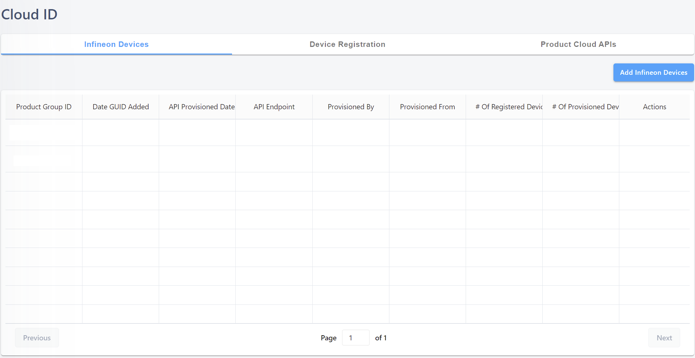 Cloud ID
Infineon Devices
Device Registration
Product Cloud APIs
Add Infineon Devices
Product Group ID
Date GUID Added
API Provisioned Date
API Endpoint
Provisioned By
Provisioned From
# Of Registered Devic
# Of Provisioned Dev
Actions
Previous
Page 1 of 1
Next